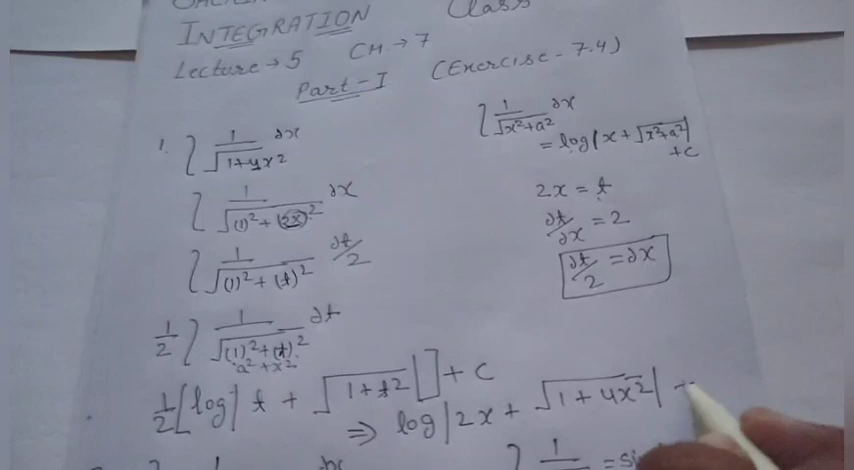 Class
INTEGRATION
Lecture → 5 CH → 7
Part-I (Exercise - 7.4)
1. ∫ 1/√(1+4x²) dx
∫ 1/√((1)² + (2x)²) dx
∫ 1/√((1)² + (t)²) dt/2
1/2 ∫ 1/√((1)² + (t)²) dt
a² + x²
1/2 [log| t + √(1+t²) |] + c
⇒ log|2x + √(1+4x²)| -
∫ 1/√(x²+a²) dx
= log|x + √(x²+a²)|
+c
2x = t
dt/dx = 2
dt/2 = dx